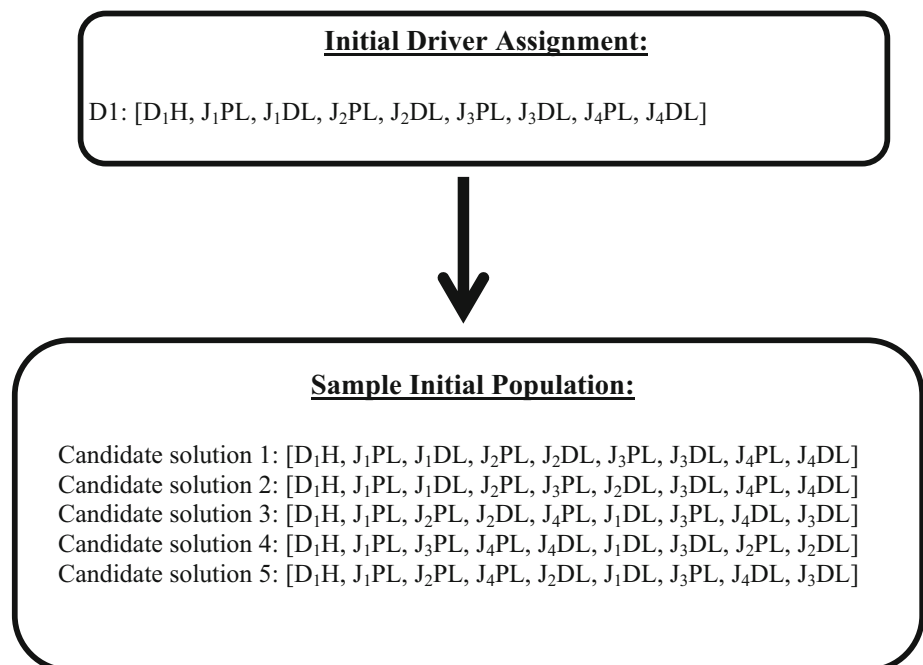 Initial Driver Assignment:
D1: [D₁H, J₁PL, J₁DL, J₂PL, J₂DL, J₃PL, J₃DL, J₄PL, J₄DL]
Sample Initial Population:
Candidate solution 1: [D₁H, J₁PL, J₁DL, J₂PL, J₂DL, J₃PL, J₃DL, J₄PL, J₄DL]
Candidate solution 2: [D₁H, J₁PL, J₁DL, J₂PL, J₃PL, J₂DL, J₃DL, J₄PL, J₄DL]
Candidate solution 3: [D₁H, J₁PL, J₂PL, J₂DL, J₄PL, J₁DL, J₃PL, J₄DL, J₃DL]
Candidate solution 4: [D₁H, J₁PL, J₃PL, J₄PL, J₄DL, J₁DL, J₃DL, J₂PL, J₂DL]
Candidate solution 5: [D₁H, J₁PL, J₂PL, J₄PL, J₂DL, J₁DL, J₃PL, J₄DL, J₃DL]